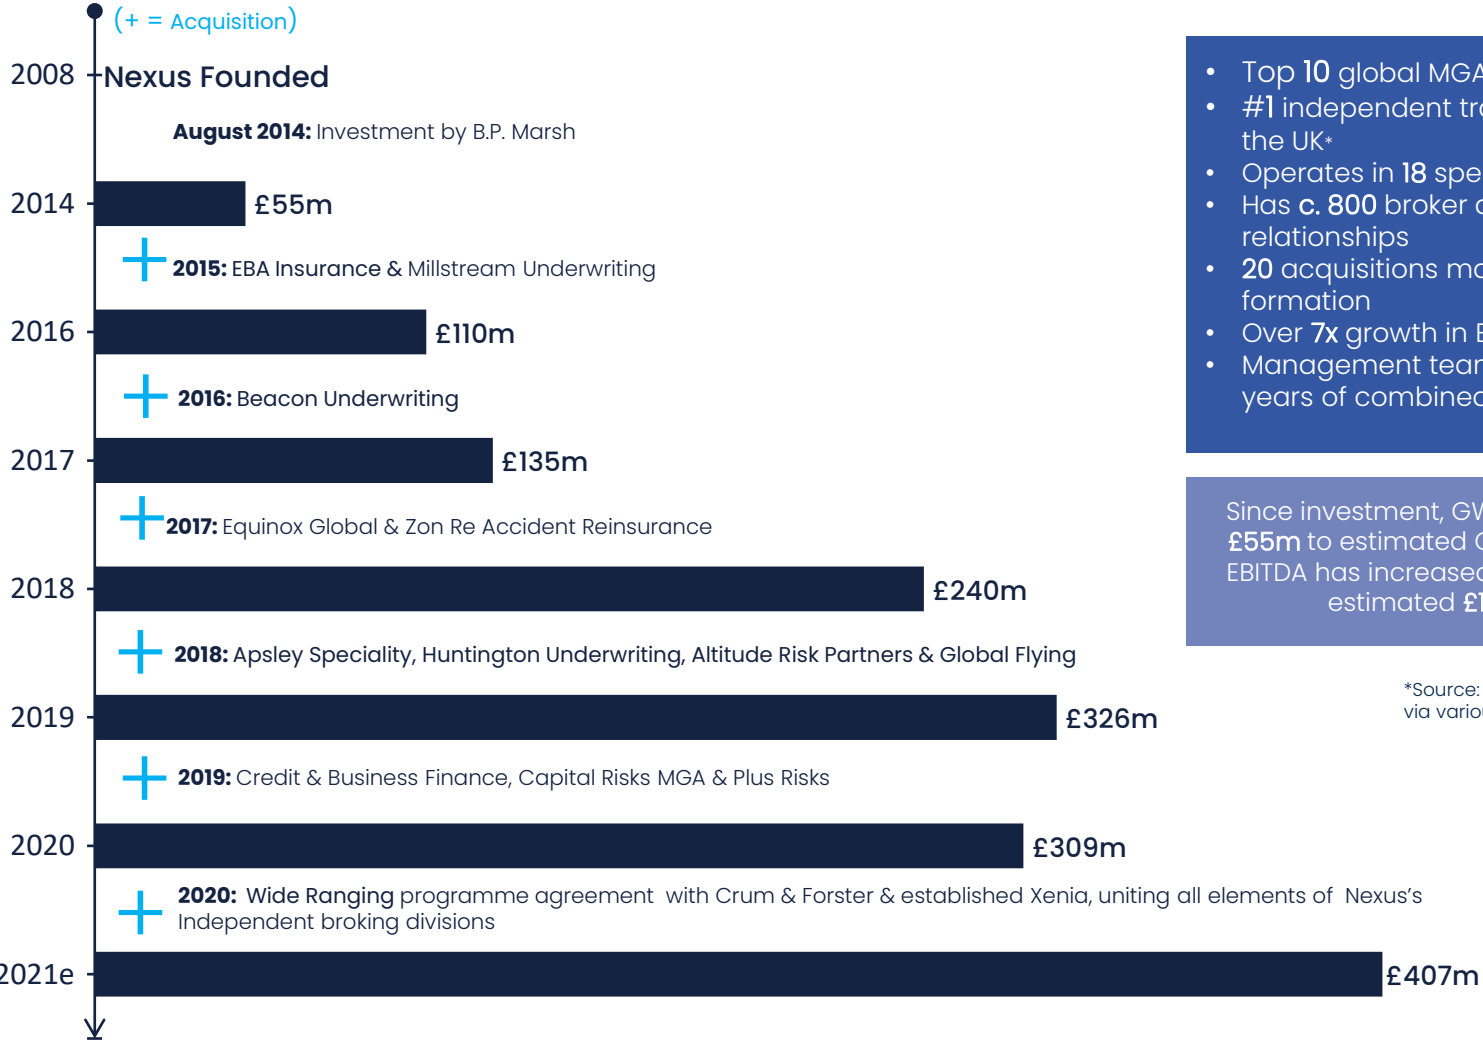 (+ = Acquisition)
2008
Nexus Founded
August 2014: Investment by B.P. Marsh
2014
£55m
2015: EBA Insurance & Millstream Underwriting
2016
£110m
2016: Beacon Underwriting
2017
£135m
2017: Equinox Global & Zon Re Accident Reinsurance
2018
£240m
2018: Apsley Speciality, Huntington Underwriting, Altitude Risk Partners & Global Flying
2019
£326m
2019: Credit & Business Finance, Capital Risks MGA & Plus Risks
2020
£309m
2020: Wide Ranging programme agreement with Crum & Forster & established Xenia, uniting all elements of Nexus's
Independent broking divisions
2021e
£407m
• Top 10 global MGA
• #1 independent
the UK*
• Operates in 18
• Has c. 800 broker
relationships
• 20 acquisitions
formation
• Over 7x growth in
• Management
years of combined
Since investment,
£55m to estimated
EBITDA has increased
estimated
*Source:
via